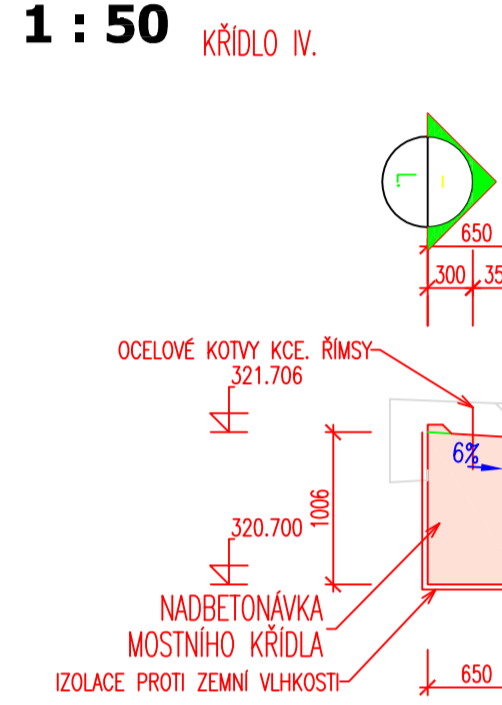 1 : 50
KŘÍDLO IV.
L
–
650
300 35
OCELOVÉ KOTVY KCE. ŘÍMSY
321.706
6%
1006
320.700
NADBETONÁVKA
MOSTNÍHO KŘÍDLA
IZOLACE PROTI ZEMNÍ VLHKOSTI
650